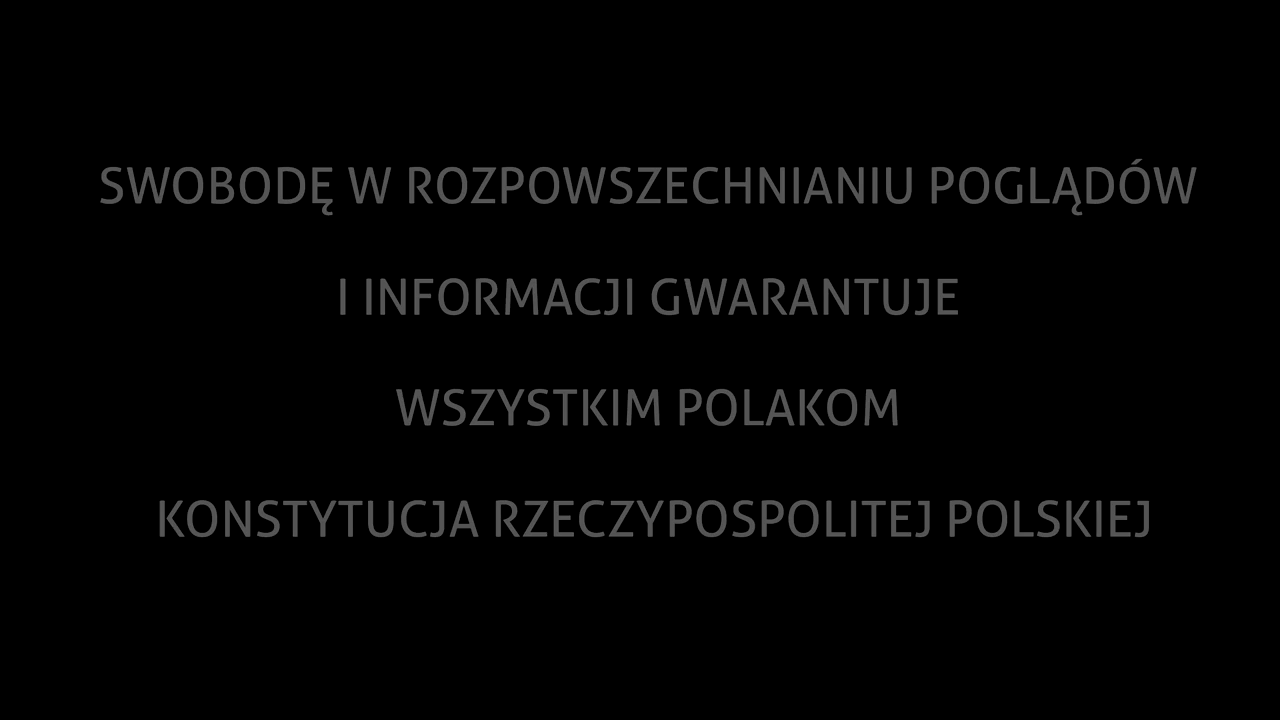 SWOBODĘ W ROZPOWSZECHNIANIU POGLĄDÓW
I INFORMACJI GWARANTUJE
WSZYSTKIM POLAKOM
KONSTYTUCJA RZECZYPOSPOLITEJ POLSKIEJ